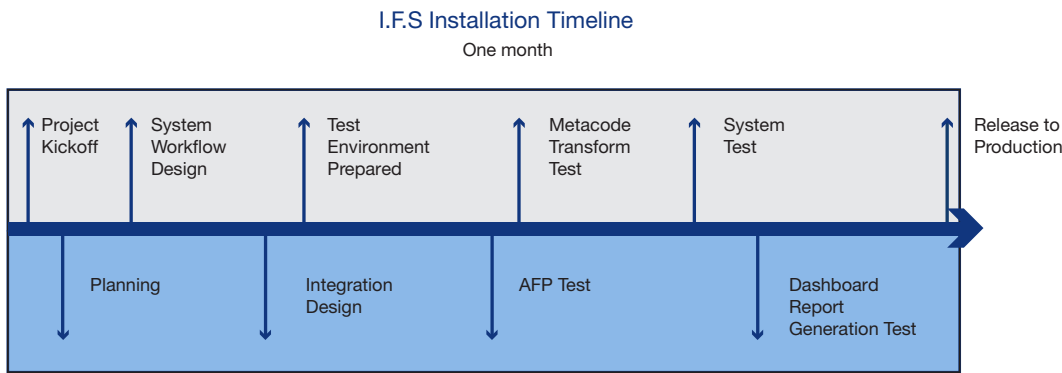 I.F.S Installation Timeline
One month
Project
Kickoff
System
Workflow
Design
Test
Environment
Prepared
Metacode
Transform
Test
System
Test
Release to
Production
Planning
Integration
Design
AFP Test
Dashboard
Report
Generation Test